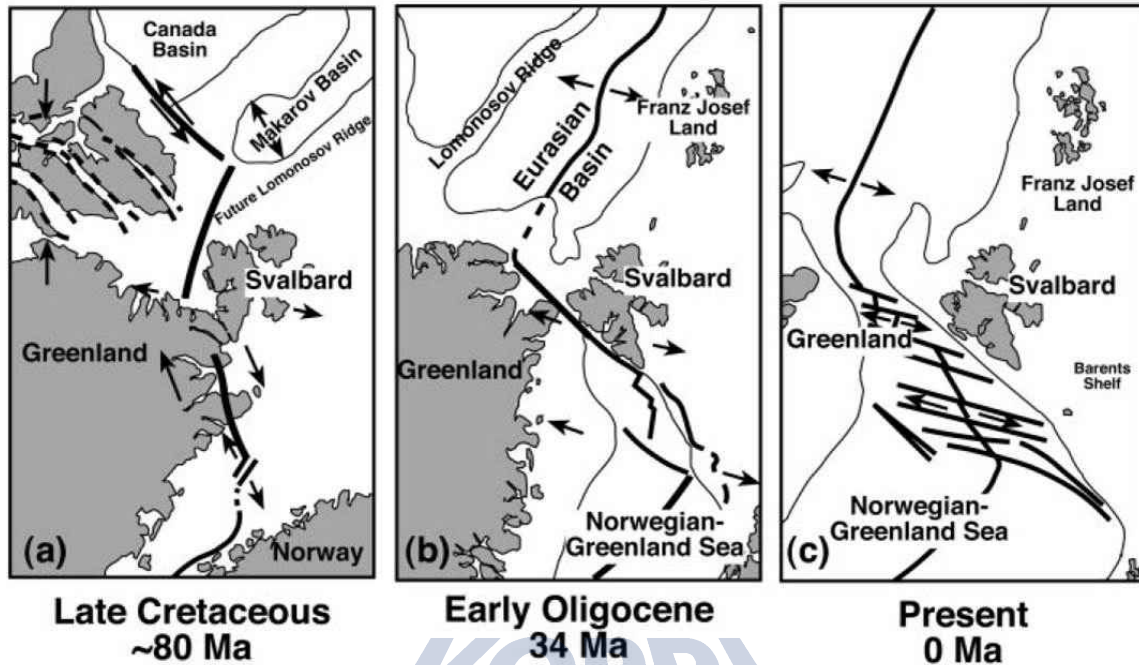 Canada
Basin
Makarov Basin
Future Lomonosov Ridge
Svalbard
Greenland
Norway
(a)
Late Cretaceous
~80 Ma
Lomonosov Ridge
Eurasian
Basin
Franz Josef
Land
Svalbard
Greenland
Norwegian-
Greenland Sea
(b)
Early Oligocene
34 Ma
Franz Josef
Land
Svalbard
Greenland
Barents
Shelf
Norwegian-
Greenland Sea
(c)
Present
0 Ma